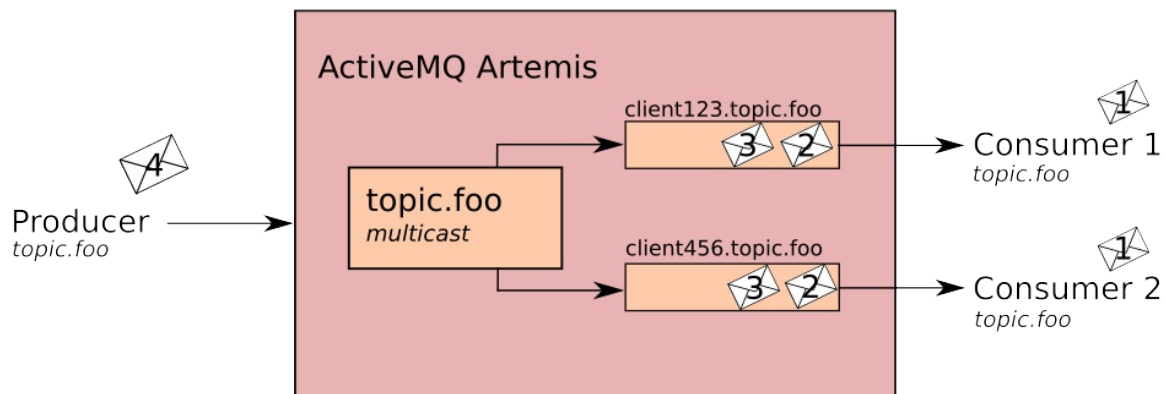 ActiveMQ Artemis
4
Producer
topic.foo
topic.foo
multicast
client123.topic.foo
3 2
client456.topic.foo
3 2
1
Consumer 1
topic.foo
1
Consumer 2
topic.foo